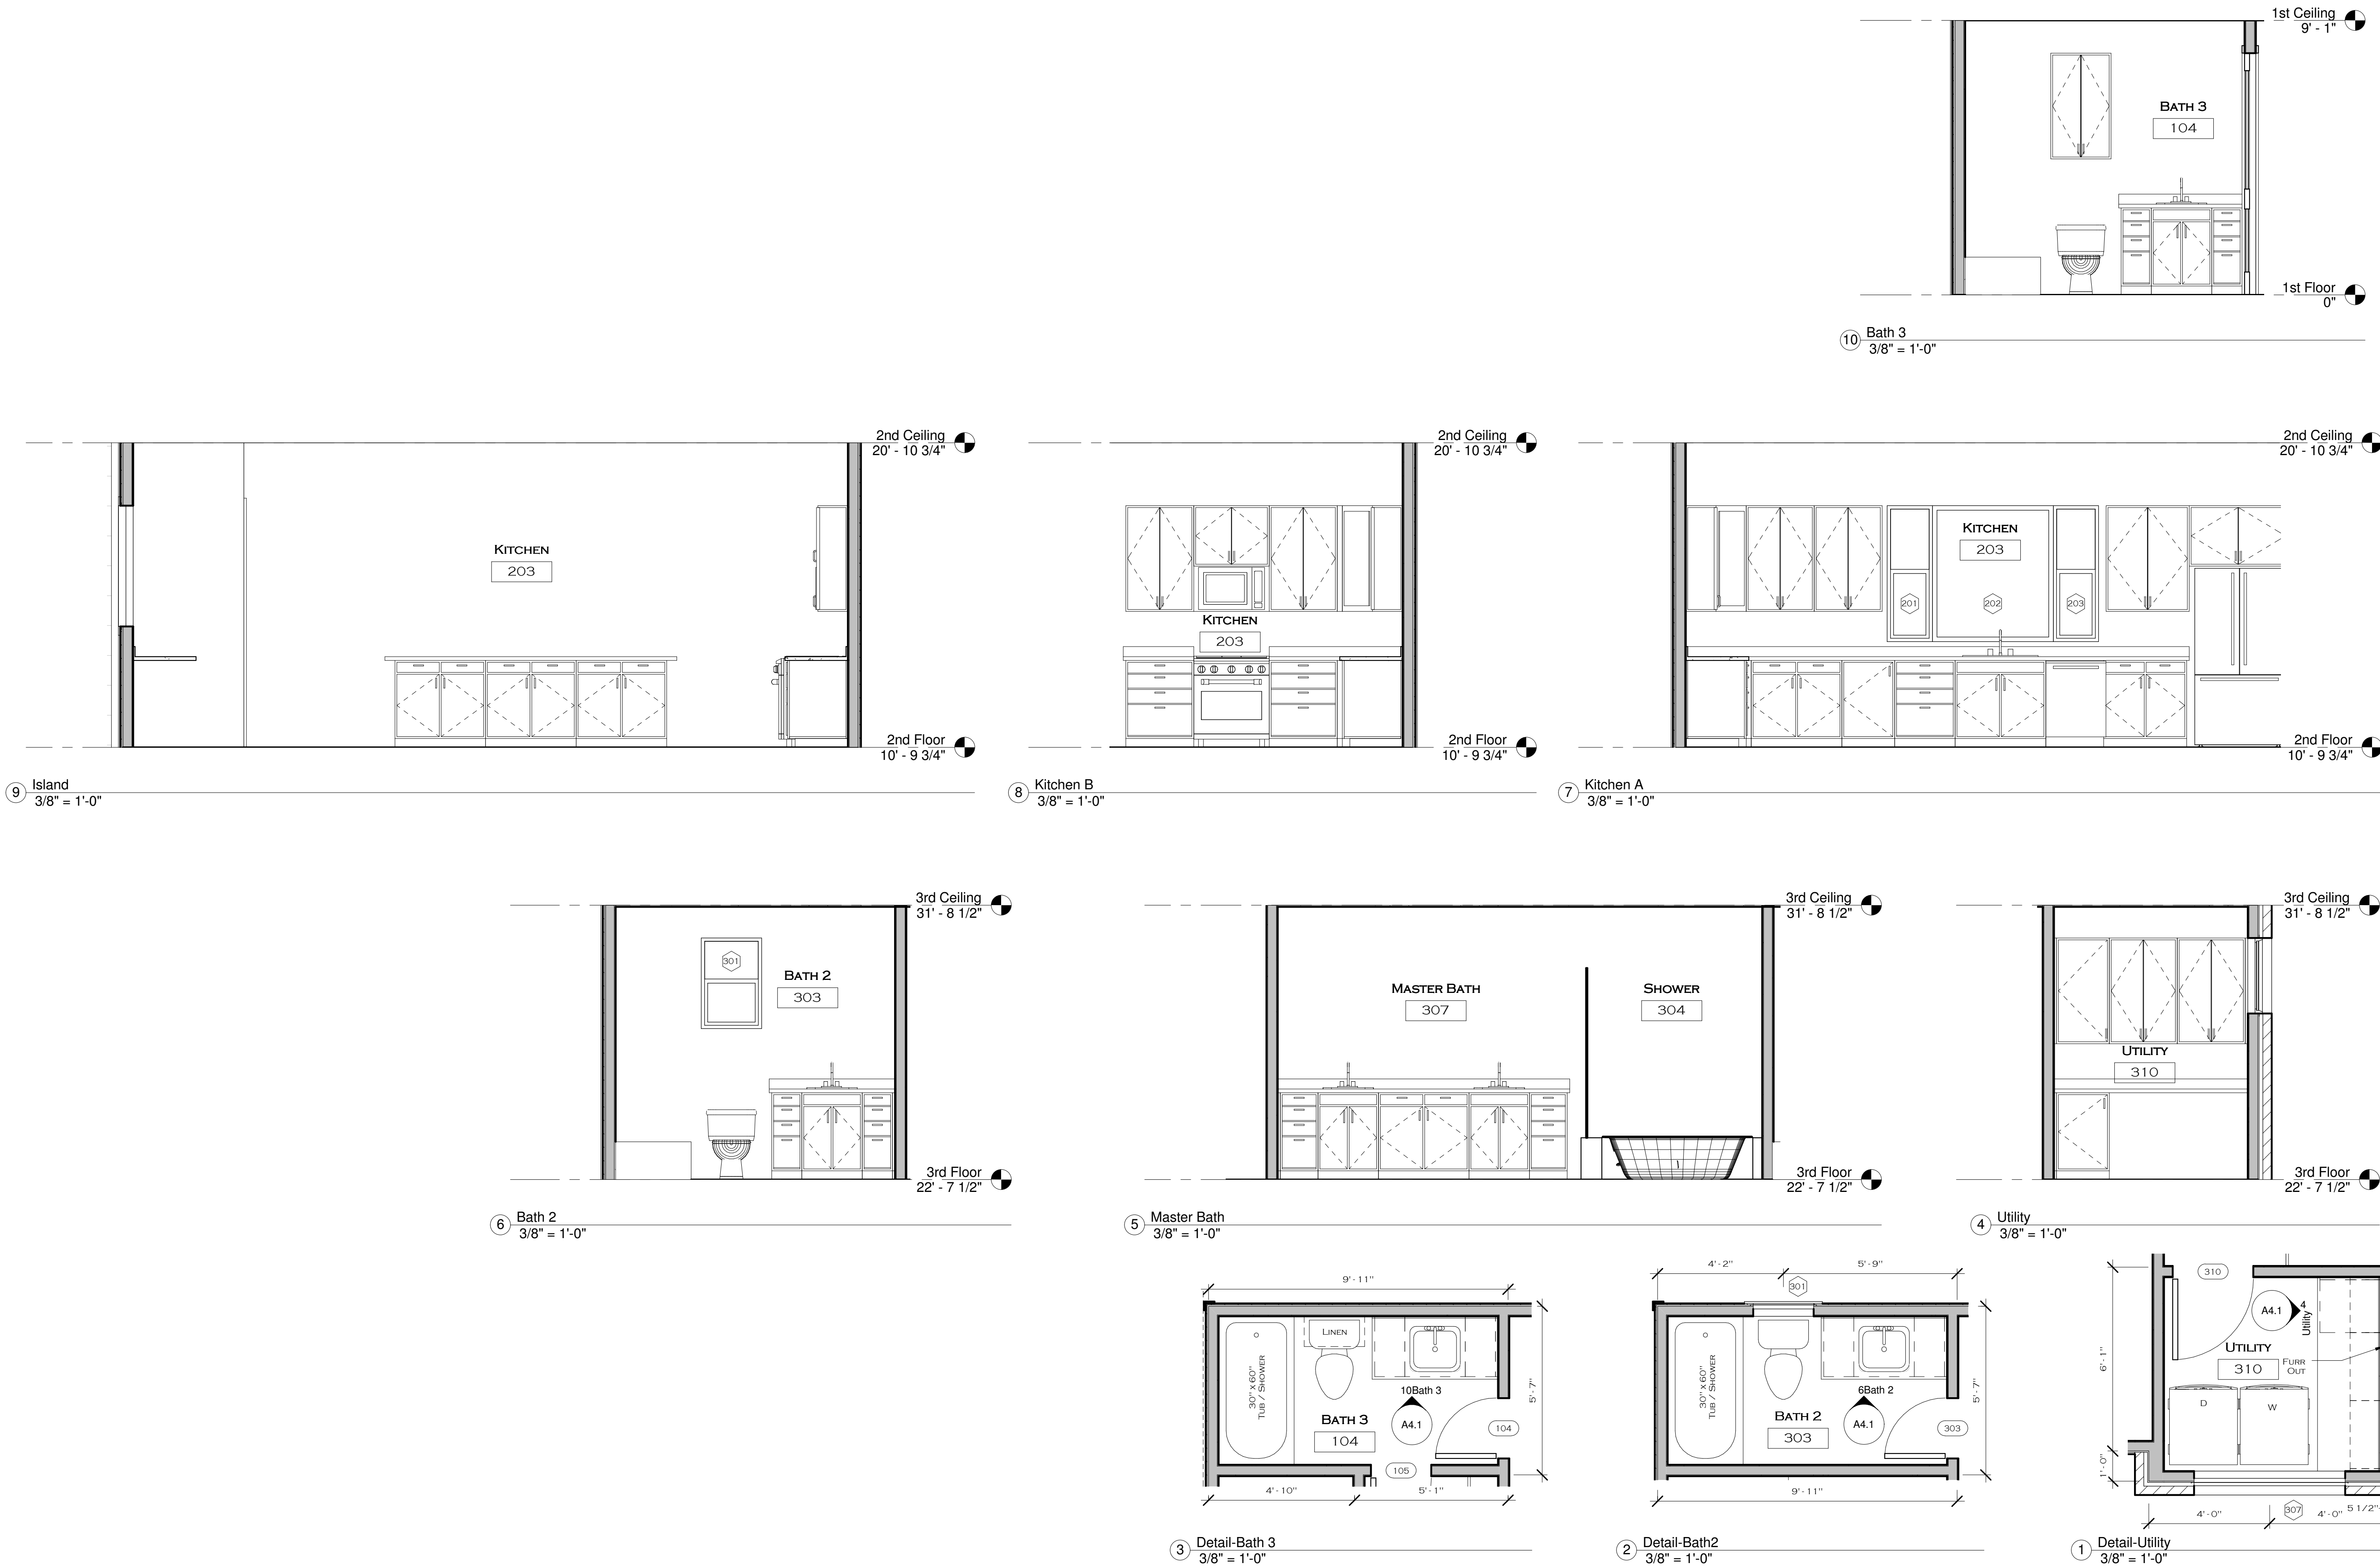 1st Ceiling
9' - 1"
BATH 3
104
1st Floor
0"
10 Bath 3
3/8" = 1'-0"
2nd Ceiling
20' - 10 3/4"
KITCHEN
203
2nd Floor
10' - 9 3/4"
9 Island
3/8" = 1'-0"
2nd Ceiling
20' - 10 3/4"
KITCHEN
203
2nd Floor
10' - 9 3/4"
8 Kitchen B
3/8" = 1'-0"
2nd Ceiling
20' - 10 3/4"
KITCHEN
203
201
202
203
2nd Floor
10' - 9 3/4"
7 Kitchen A
3/8" = 1'-0"
3rd Ceiling
31' - 8 1/2"
301
BATH 2
303
3rd Floor
22' - 7 1/2"
6 Bath 2
3/8" = 1'-0"
3rd Ceiling
31' - 8 1/2"
MASTER BATH
307
SHOWER
304
3rd Floor
22' - 7 1/2"
5 Master Bath
3/8" = 1'-0"
3rd Ceiling
31' - 8 1/2"
UTILITY
310
3rd Floor
22' - 7 1/2"
4 Utility
3/8" = 1'-0"
9'-11"
LINEN
30" X 60"
TUB / SHOWER
10Bath 3
A4.1
BATH 3
104
104
105
5'-7"
4'-10"
5'-1"
3 Detail-Bath 3
3/8" = 1'-0"
4'-2"
5'-9"
301
30" X 60"
TUB / SHOWER
6Bath 2
A4.1
BATH 2
303
303
5'-7"
9'-11"
2 Detail-Bath2
3/8" = 1'-0"
310
A4.1
4
Utility
UTILITY
310
FURR
OUT
D
W
6'-1"
1'-0"
307
4'-0"
4'-0"
5 1/2"
1 Detail-Utility
3/8" = 1'-0"